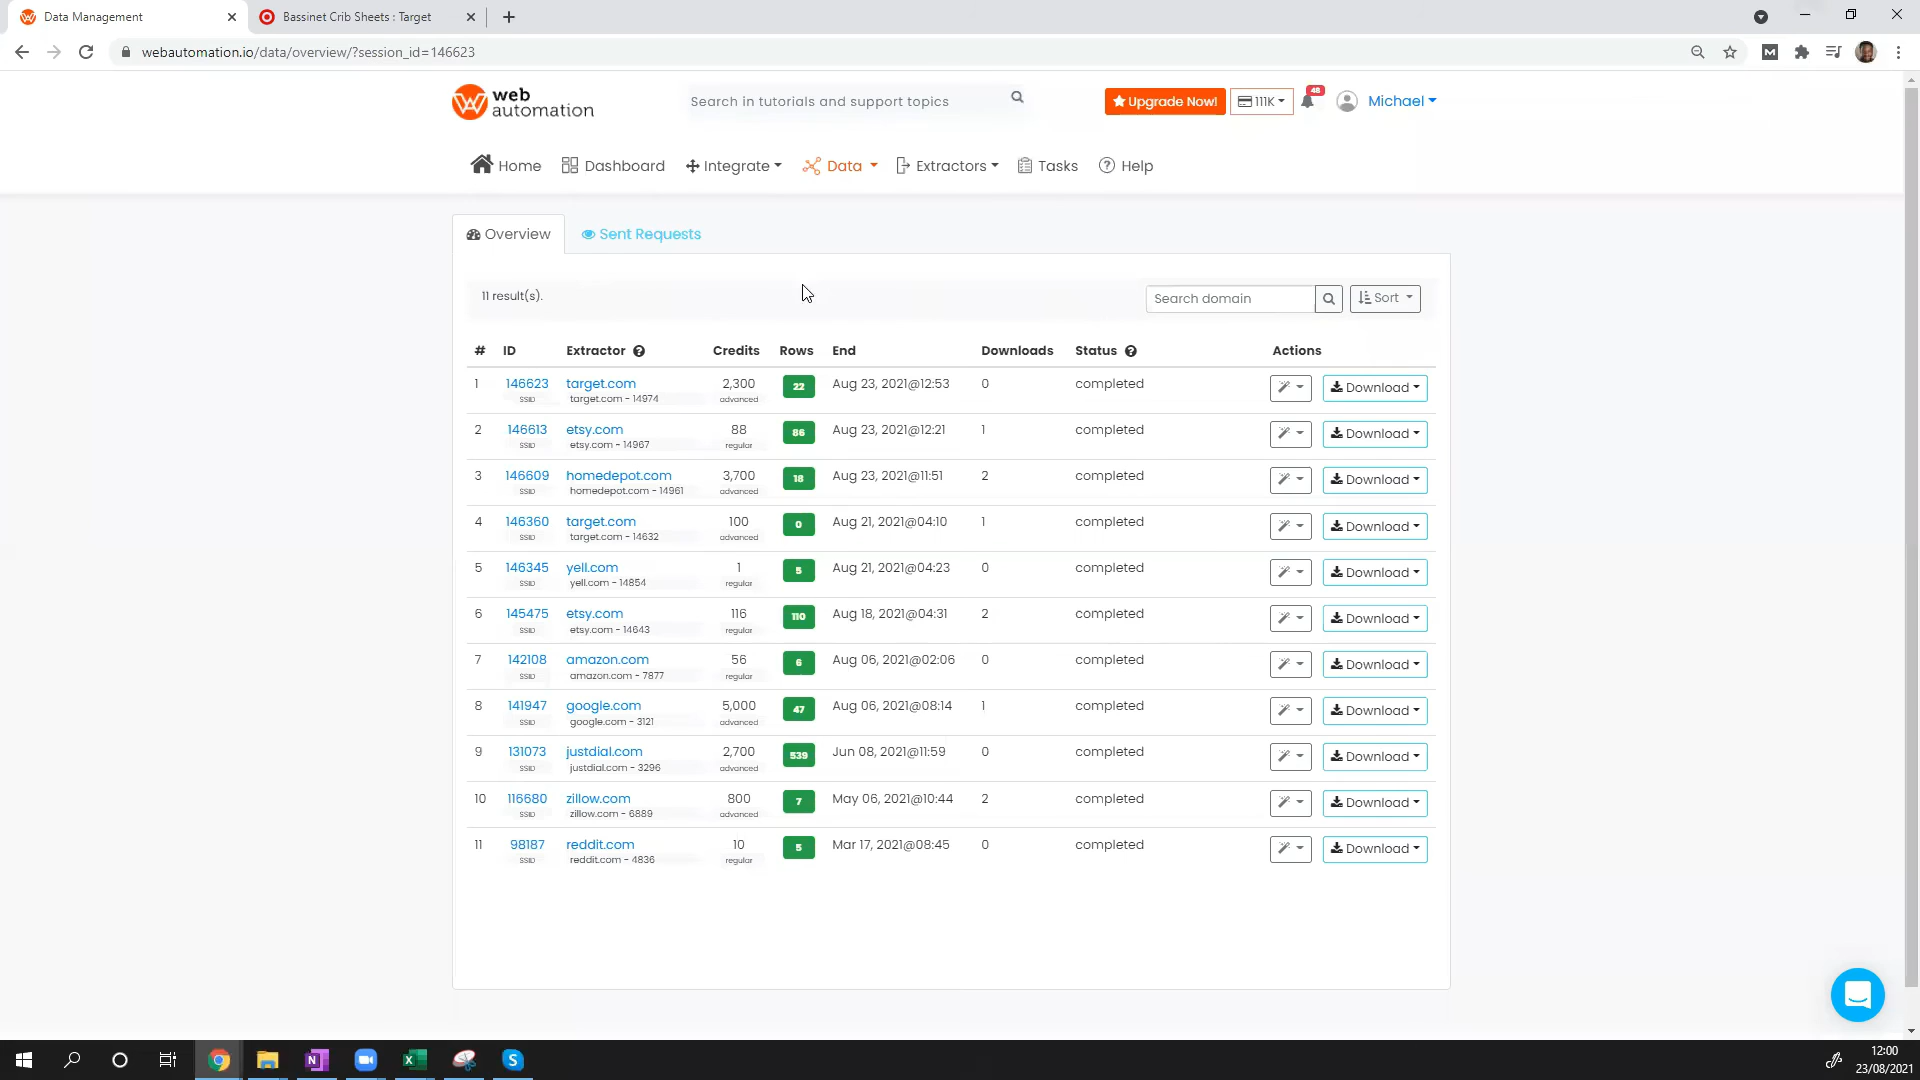 Data Management
Bassinet Crib Sheets : Target
webautomation.io/data/overview/?session_id=146623
web automation
Search in tutorials and support topics
Upgrade Now!
111K
48
Michael
Home Dashboard Integrate Data Extractors Tasks Help
Overview Sent Requests
11 result(s).
Search domain
Sort
# ID Extractor Credits Rows End Downloads Status Actions
1 146623 target.com 2,300 22 Aug 23, 2021@12:53 0 completed Download
SSID target.com - 14974 advanced
2 146613 etsy.com 88 86 Aug 23, 2021@12:21 1 completed Download
SSID etsy.com - 14967 regular
3 146609 homedepot.com 3,700 18 Aug 23, 2021@11:51 2 completed Download
SSID homedepot.com - 14961 advanced
4 146360 target.com 100 0 Aug 21, 2021@04:10 1 completed Download
SSID target.com - 14632 advanced
5 146345 yell.com 1 5 Aug 21, 2021@04:23 0 completed Download
SSID yell.com - 14854 regular
6 145475 etsy.com 116 110 Aug 18, 2021@04:31 2 completed Download
SSID etsy.com - 14643 regular
7 142108 amazon.com 56 6 Aug 06, 2021@02:06 0 completed Download
SSID amazon.com - 7877 regular
8 141947 google.com 5,000 47 Aug 06, 2021@08:14 1 completed Download
SSID google.com - 3121 advanced
9 131073 justdial.com 2,700 539 Jun 08, 2021@11:59 0 completed Download
SSID justdial.com - 3296 advanced
10 116680 zillow.com 800 7 May 06, 2021@10:44 2 completed Download
SSID zillow.com - 6889 advanced
11 98187 reddit.com 10 5 Mar 17, 2021@08:45 0 completed Download
SSID reddit.com - 4836 regular
12:00
23/08/2021